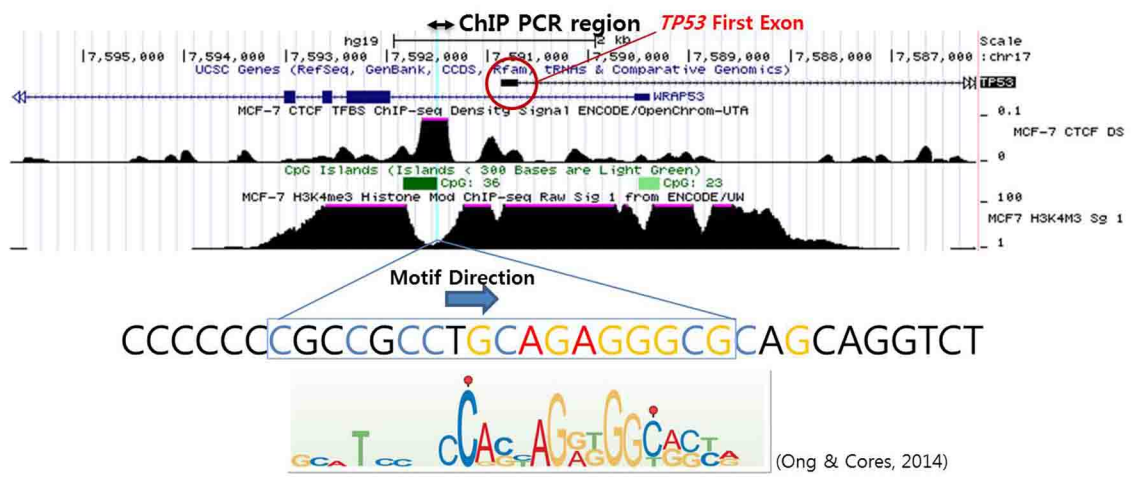 ChIP PCR region
TP53 First Exon
hg19 2 kb Scale
|7,595,000 |7,594,000 |7,593,000 |7,592,000 |7,591,000 |7,590,000 |7,589,000 |7,588,000 |7,587,000 :chr17
UCSC Genes (RefSeq, GenBank, CCDS, Rfam, tRNAs & Comparative Genomics)
TP53
WRAP53
MCF-7 CTCF TFBS ChIP-seq Density Signal ENCODE/OpenChrom-UTA
0.1
MCF-7 CTCF DS
0
CpG Islands (Islands < 300 Bases are Light Green)
CpG: 36 CpG: 23
MCF-7 H3K4me3 Histone Mod ChIP-seq Raw Sig 1 from ENCODE/UW
100
MCF7 H3K4M3 Sg 1
1
Motif Direction
CCCCCCCGCCGCCTGCAGAGGGCGCAGCAGGTCT
(Ong & Cores, 2014)